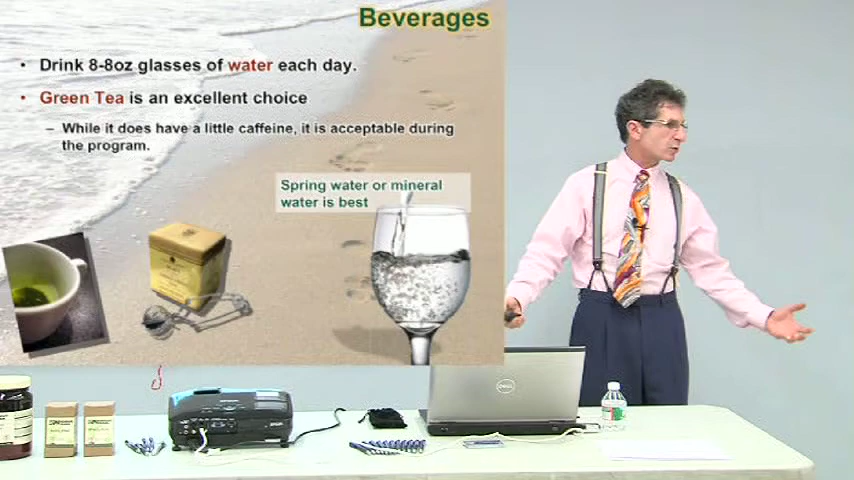 Beverages
• Drink 8-8oz glasses of water each day.
• Green Tea is an excellent choice
– While it does have a little caffeine, it is acceptable during
the program.
Spring water or mineral
water is best
DELL